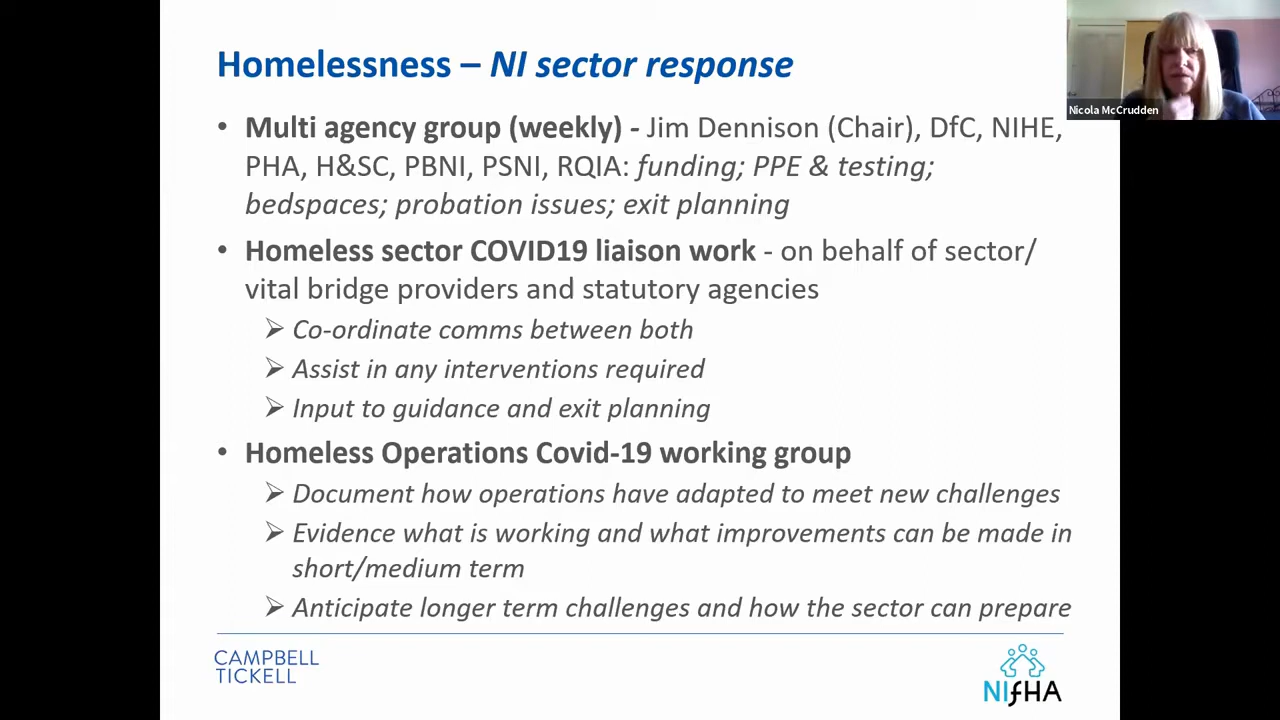 Homelessness – NI sector response
Nicola McCrudden
• Multi agency group (weekly) - Jim Dennison (Chair), DfC, NIHE,
PHA, H&SC, PBNI, PSNI, RQIA: funding; PPE & testing;
bedspaces; probation issues; exit planning
• Homeless sector COVID19 liaison work - on behalf of sector/
vital bridge providers and statutory agencies
➢ Co-ordinate comms between both
➢ Assist in any interventions required
➢ Input to guidance and exit planning
• Homeless Operations Covid-19 working group
➢ Document how operations have adapted to meet new challenges
➢ Evidence what is working and what improvements can be made in
short/medium term
➢ Anticipate longer term challenges and how the sector can prepare
CAMPBELL
TICKELL
NIfHA